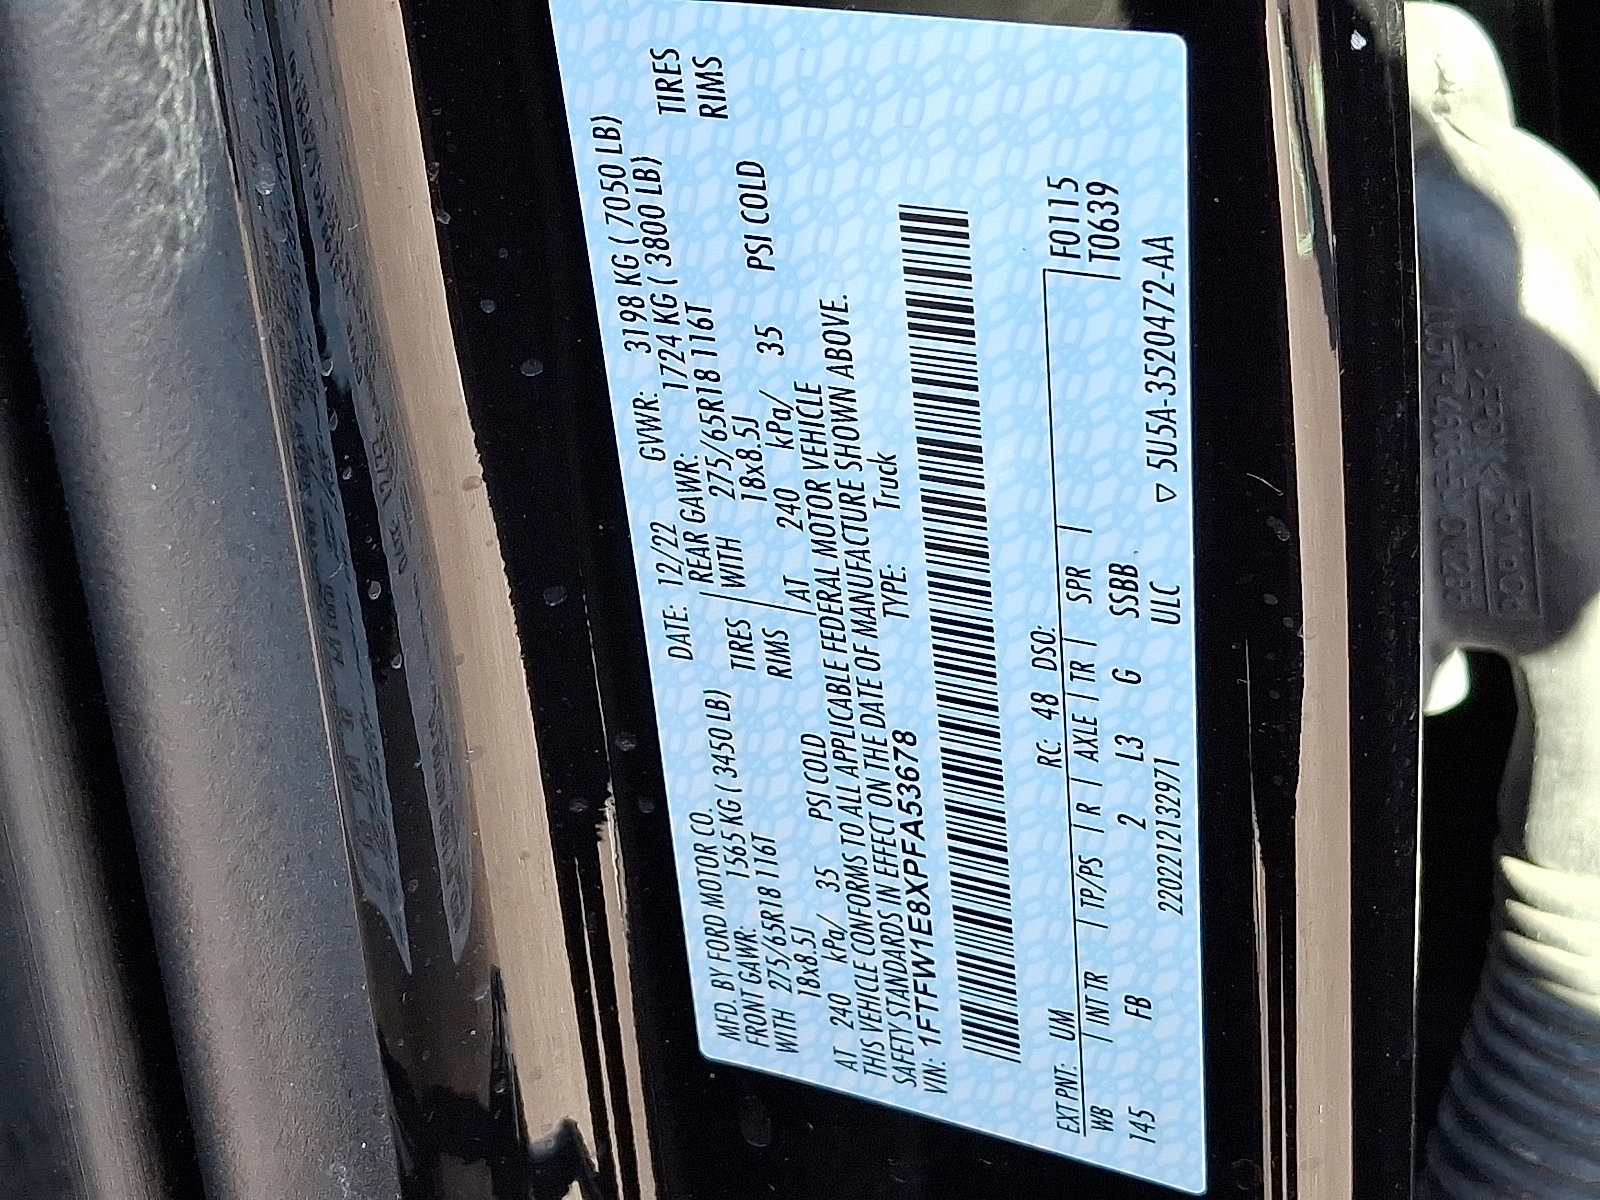 MFD. BY FORD MOTOR CO. DATE: 12/22 GVWR: 3198 KG ( 7050 LB)
FRONT GAWR: 1565 KG ( 3450 LB) REAR GAWR: 1724 KG ( 3800 LB)
WITH 275/65R18 116T TIRES WITH 275/65R18 116T TIRES
18x8.5J RIMS 18x8.5J RIMS
AT 240 kPa/ 35 PSI COLD AT 240 kPa/ 35 PSI COLD
THIS VEHICLE CONFORMS TO ALL APPLICABLE FEDERAL MOTOR VEHICLE
SAFETY STANDARDS IN EFFECT ON THE DATE OF MANUFACTURE SHOWN ABOVE.
VIN: 1FTFW1E8XPFA53678 TYPE: Truck
EXT PNT: UM RC: 48 DSO: F0115
WB INT TR TP/PS R AXLE TR SPR T0639
145 FB 2 L3 G SSBB
220221213297I ULC ▽ 5U5A-3520472-AA